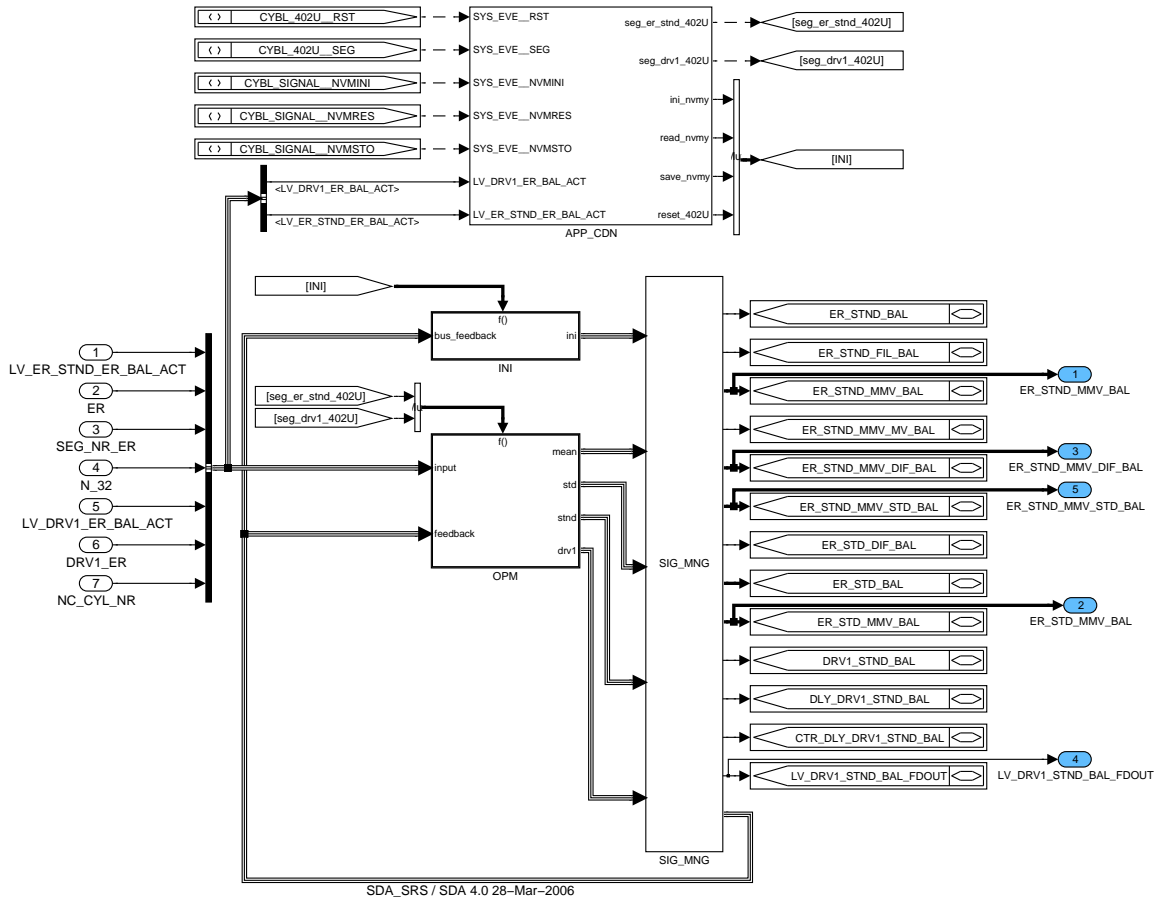 CYBL_402U__RST
CYBL_402U__SEG
CYBL_SIGNAL__NVMINI
CYBL_SIGNAL__NVMRES
CYBL_SIGNAL__NVMSTO
SYS_EVE__RST
SYS_EVE__SEG
SYS_EVE__NVMINI
SYS_EVE__NVMRES
SYS_EVE__NVMSTO
LV_DRV1_ER_BAL_ACT
LV_ER_STND_ER_BAL_ACT
seg_er_stnd_402U
seg_drv1_402U
ini_nvmy
read_nvmy
save_nvmy
reset_402U
APP_CDN
[seg_er_stnd_402U]
[seg_drv1_402U]
[INI]
<LV_DRV1_ER_BAL_ACT>
<LV_ER_STND_ER_BAL_ACT>
[INI]
f()
bus_feedback
ini
INI
[seg_er_stnd_402U]
[seg_drv1_402U]
f()
input
feedback
mean
std
stnd
drv1
OPM
1
LV_ER_STND_ER_BAL_ACT
2
ER
3
SEG_NR_ER
4
N_32
5
LV_DRV1_ER_BAL_ACT
6
DRV1_ER
7
NC_CYL_NR
SIG_MNG
SIG_MNG
ER_STND_BAL
ER_STND_FIL_BAL
ER_STND_MMV_BAL
1
ER_STND_MMV_BAL
ER_STND_MMV_MV_BAL
ER_STND_MMV_DIF_BAL
3
ER_STND_MMV_DIF_BAL
ER_STND_MMV_STD_BAL
5
ER_STND_MMV_STD_BAL
ER_STD_DIF_BAL
ER_STD_BAL
ER_STD_MMV_BAL
2
ER_STD_MMV_BAL
DRV1_STND_BAL
DLY_DRV1_STND_BAL
CTR_DLY_DRV1_STND_BAL
LV_DRV1_STND_BAL_FDOUT
4
LV_DRV1_STND_BAL_FDOUT
SDA_SRS / SDA 4.0 28−Mar−2006